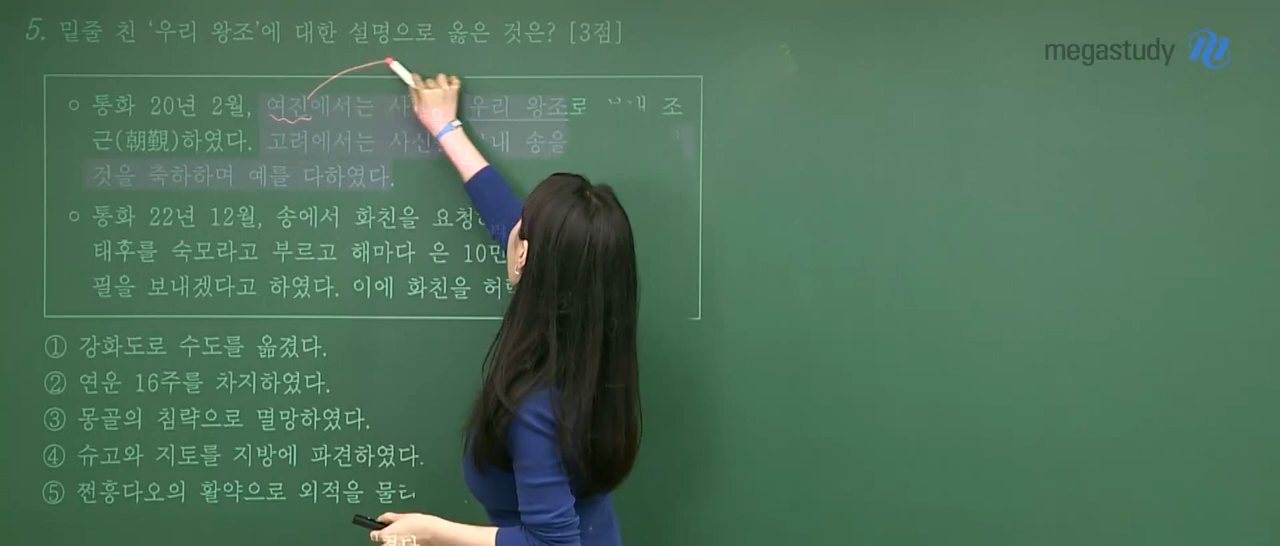 5. 밑줄 친 ‘우리 왕조’에 대한 설명으로 옳은 것은? [3점]
megastudy
○ 통화 20년 2월, 여진에서는 우리 왕조로 조
근(朝覲)하였다. 고려에서는 송을
것을 축하하며 예를 다하였다.
○ 통화 22년 12월, 송에서 화친을
태후를 숙모라고 부르고 해마다 은
필을 보내겠다고 하였다. 이에 화친을
① 강화도로 수도를 옮겼다.
② 연운 16주를 차지하였다.
③ 몽골의 침략으로 멸망하였다.
④ 슈고와 지토를 지방에 파견하였다.
⑤ 쩐흥다오의 활약으로 외적을